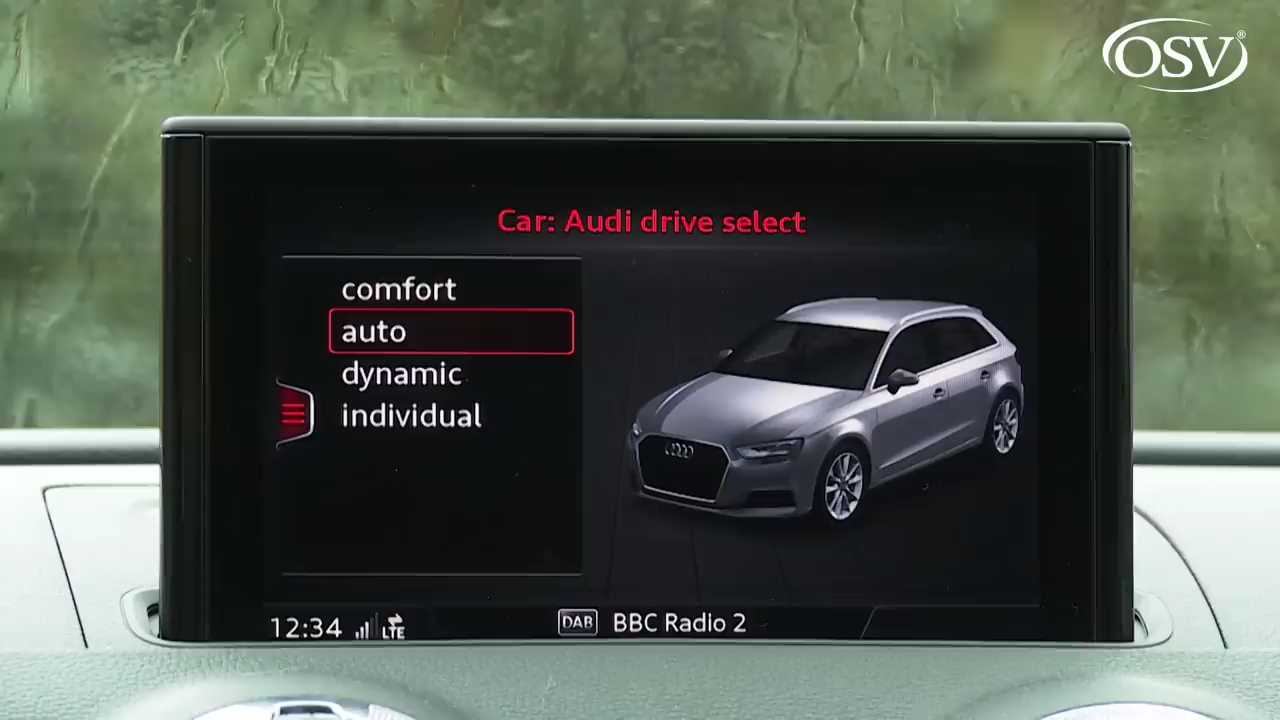 OSV®
Car: Audi drive select
comfort
auto
dynamic
individual
12:34 LTE DAB BBC Radio 2